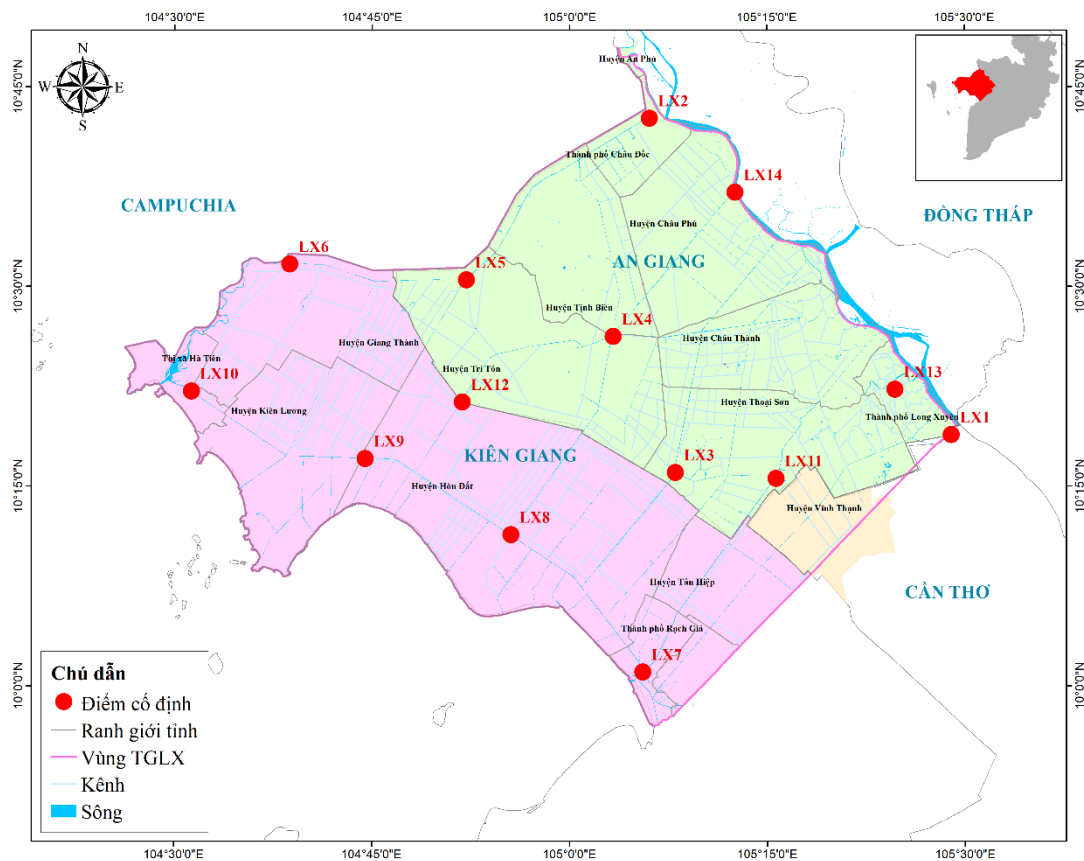 104°30'0"E
104°45'0"E
105°0'0"E
105°15'0"E
105°30'0"E
N
W
E
S
10°45'0"N
10°45'0"N
Huyện An Phú
LX2
Thành phố Châu Đốc
LX14
CAMPUCHIA
Huyện Châu Phú
ĐỒNG THÁP
LX6
AN GIANG
LX5
10°30'0"N
10°30'0"N
Huyện Tịnh Biên
LX4
Huyện Giang Thành
Huyện Châu Thành
Thị xã Hà Tiên
Huyện Tri Tôn
LX13
LX10
LX12
Huyện Thoại Sơn
Huyện Kiên Lương
Thành phố Long Xuyên
LX1
LX9
KIÊN GIANG
LX3
LX11
10°15'0"N
10°15'0"N
Huyện Hòn Đất
Huyện Vĩnh Thạnh
LX8
Huyện Tân Hiệp
CẦN THƠ
Thành phố Rạch Giá
LX7
10°0'0"N
10°0'0"N
Chú dẫn
Điểm cố định
Ranh giới tỉnh
Vùng TGLX
Kênh
Sông
104°30'0"E
104°45'0"E
105°0'0"E
105°15'0"E
105°30'0"E